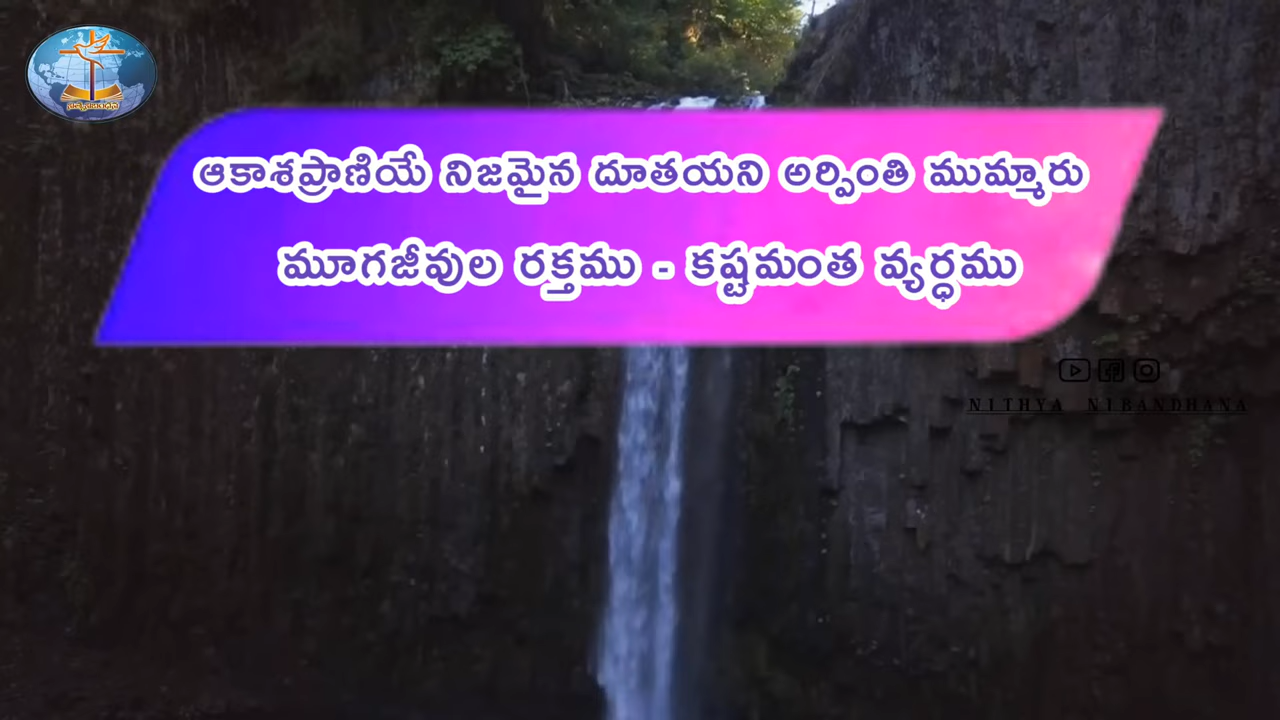 ఆకాశప్రాణియే నిజమైన దూతయని అర్పింతి ముమ్మారు
మూగజీవుల రక్తము - కష్టమంత వ్యర్ధము
NITHYA NIBANDHANA